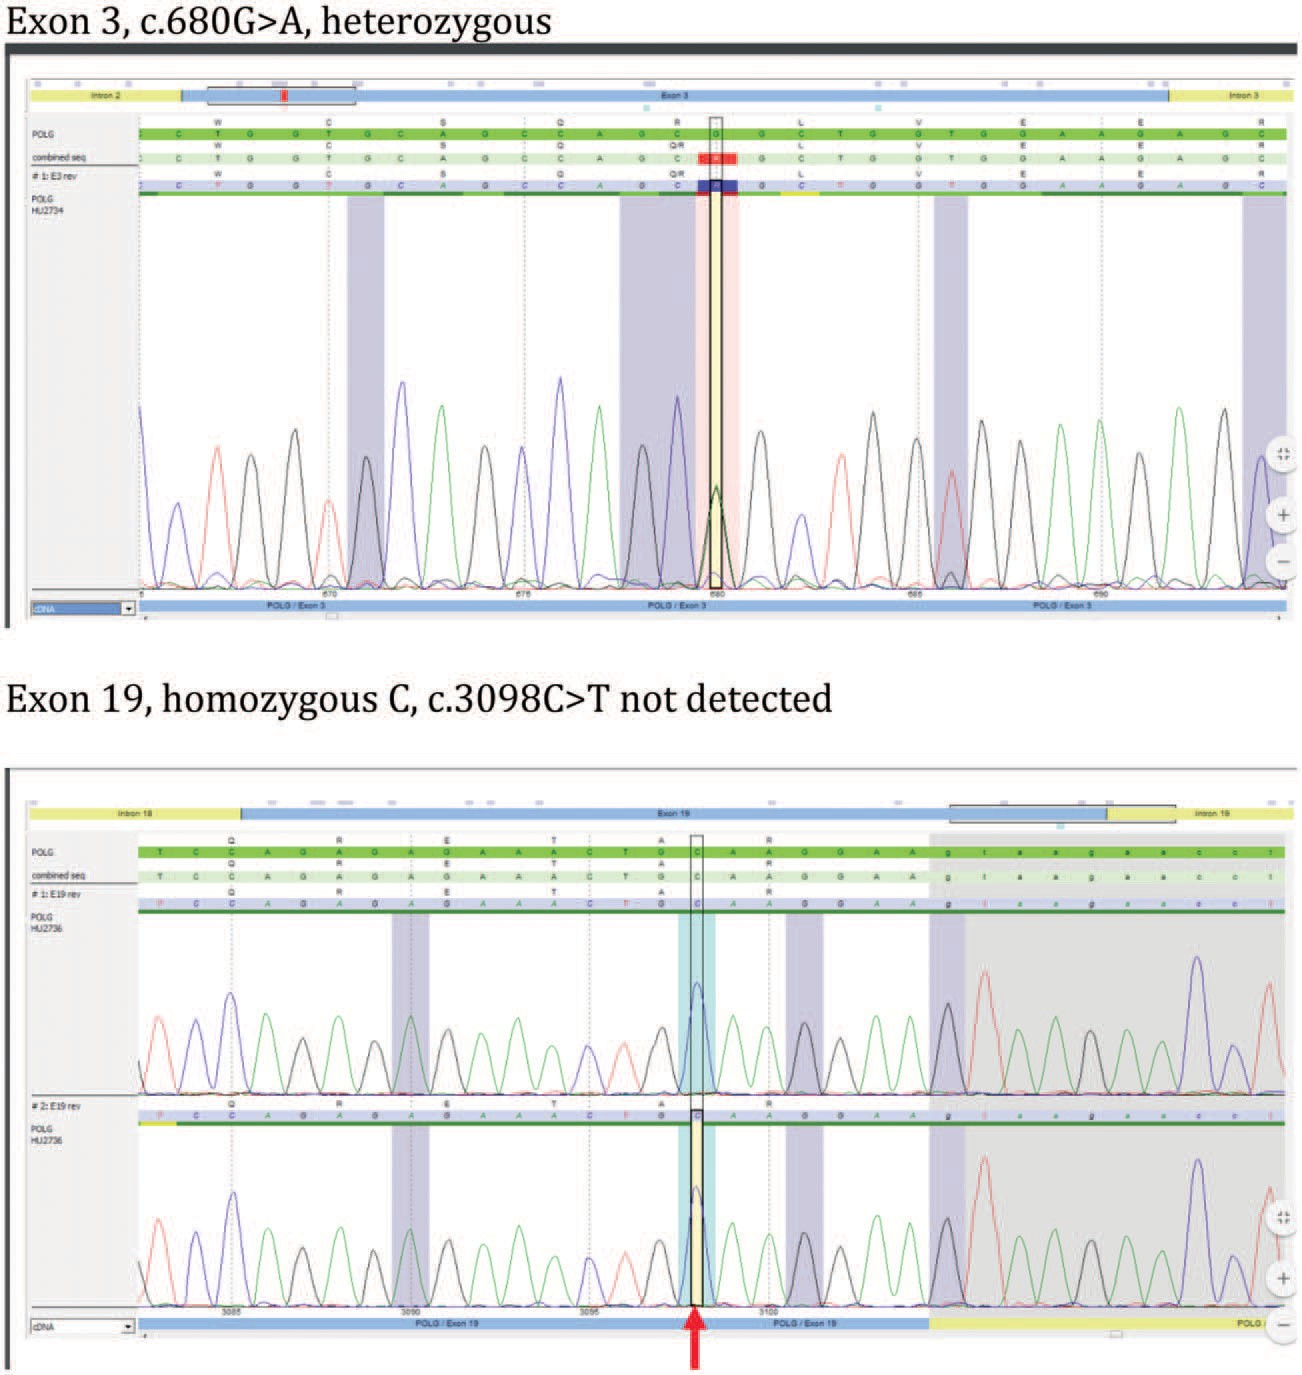 Exon 3, c.680G>A, heterozygous
Intron 2 Exon 3 Intron 3
W C S Q R L V E E R
POLG C C T G G T G C A G C C A G C G G C T G G T G G A A G A G C
W C S Q Q/R L V E E R
combined seq C C T G G T G C A G C C A G C G C T G G T G G A A G A G C
# 1: E3 rev W C S Q Q/R L V E E R
C C T G G T G C A G C C A G C A G C T G G T G G A A G A G C
POLG
HU2734
5 670 675 680 685 690
cDNA POLG / Exon 3 POLG / Exon 3 POLG / Exon 3
Exon 19, homozygous C, c.3098C>T not detected
Intron 18 Exon 19 Intron 19
Q R E T A R
POLG T C C A G A G A G A A A C T G C A A G G A A g t a a g a a c c t
Q R E T A R
combined seq T C C A G A G A G A A A C T G C A A G G A A g t a a g a a c c t
# 1: E19 rev Q R E T A R
T C C A G A G A G A A A C T G C A A G G A A g t a a g a a c c t
POLG
HU2736
# 2: E19 rev Q R E T A R
T C C A G A G A G A A A C T G C A A G G A A g t a a g a a c c t
POLG
HU2736
3085 3090 3095 3100
cDNA POLG / Exon 19 POLG / Exon 19 POLG /